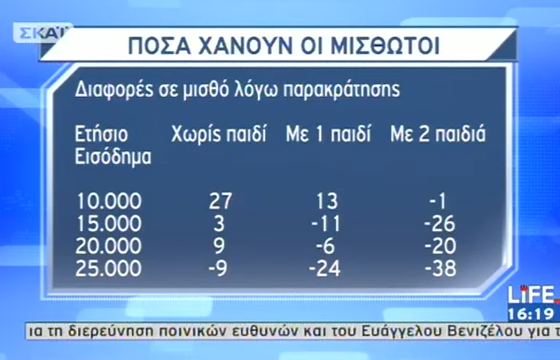 ΣΚΑΪ
ΠΟΣΑ ΧΑΝΟΥΝ ΟΙ ΜΙΣΘΩΤΟΙ
Διαφορές σε μισθό λόγω παρακράτησης
Ετήσιο Εισόδημα Χωρίς παιδί Με 1 παιδί Με 2 παιδιά
10.000 27 13 -1
15.000 3 -11 -26
20.000 9 -6 -20
25.000 -9 -24 -38
LiFE
16:19
ια τη διερεύνηση ποινικών ευθυνών και του Ευάγγελου Βενιζέλου για τ